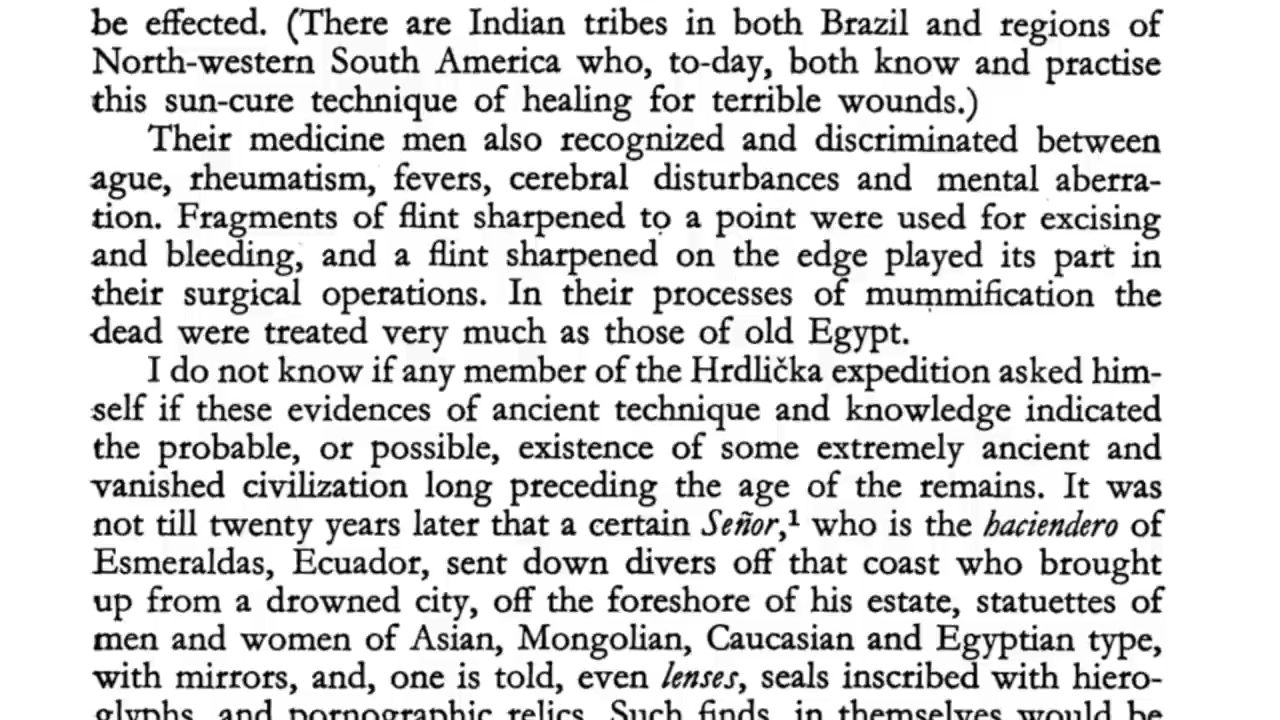 be effected. (There are Indian tribes in both Brazil and regions of
North-western South America who, to-day, both know and practise
this sun-cure technique of healing for terrible wounds.)
Their medicine men also recognized and discriminated between
ague, rheumatism, fevers, cerebral disturbances and mental aberra-
tion. Fragments of flint sharpened to a point were used for excising
and bleeding, and a flint sharpened on the edge played its part in
their surgical operations. In their processes of mummification the
dead were treated very much as those of old Egypt.
I do not know if any member of the Hrdlička expedition asked him-
self if these evidences of ancient technique and knowledge indicated
the probable, or possible, existence of some extremely ancient and
vanished civilization long preceding the age of the remains. It was
not till twenty years later that a certain Señor,¹ who is the haciendero of
Esmeraldas, Ecuador, sent down divers off that coast who brought
up from a drowned city, off the foreshore of his estate, statuettes of
men and women of Asian, Mongolian, Caucasian and Egyptian type,
with mirrors, and, one is told, even lenses, seals inscribed with hiero-
glyphs, and pornographic relics. Such finds, in themselves would be